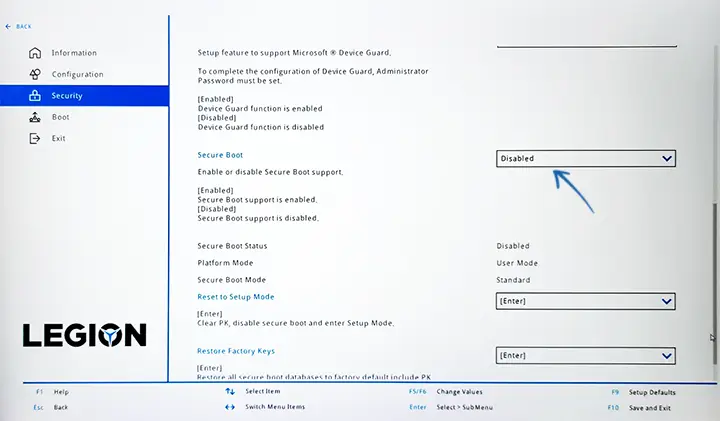 BACK
Information
Configuration
Security
Boot
Exit
LEGION
Setup feature to support Microsoft ® Device Guard.
To complete the configuration of Device Guard, Administrator
Password must be set.
[Enabled]
Device Guard function is enabled
[Disabled]
Device Guard function is disabled
Secure Boot
Disabled
Enable or disable Secure Boot support.
[Enabled]
Secure Boot support is enabled.
[Disabled]
Secure Boot support is disabled.
Secure Boot Status Disabled
Platform Mode User Mode
Secure Boot Mode Standard
Reset to Setup Mode [Enter]
[Enter]
Clear PK, disable secure boot and enter Setup Mode.
Restore Factory Keys [Enter]
[Enter]
Restore all secure boot databases to factory default include PK
F1 Help Select Item F5/F6 Change Values F9 Setup Defaults
Esc Back Switch Menu Items Enter Select > SubMenu F10 Save and Exit